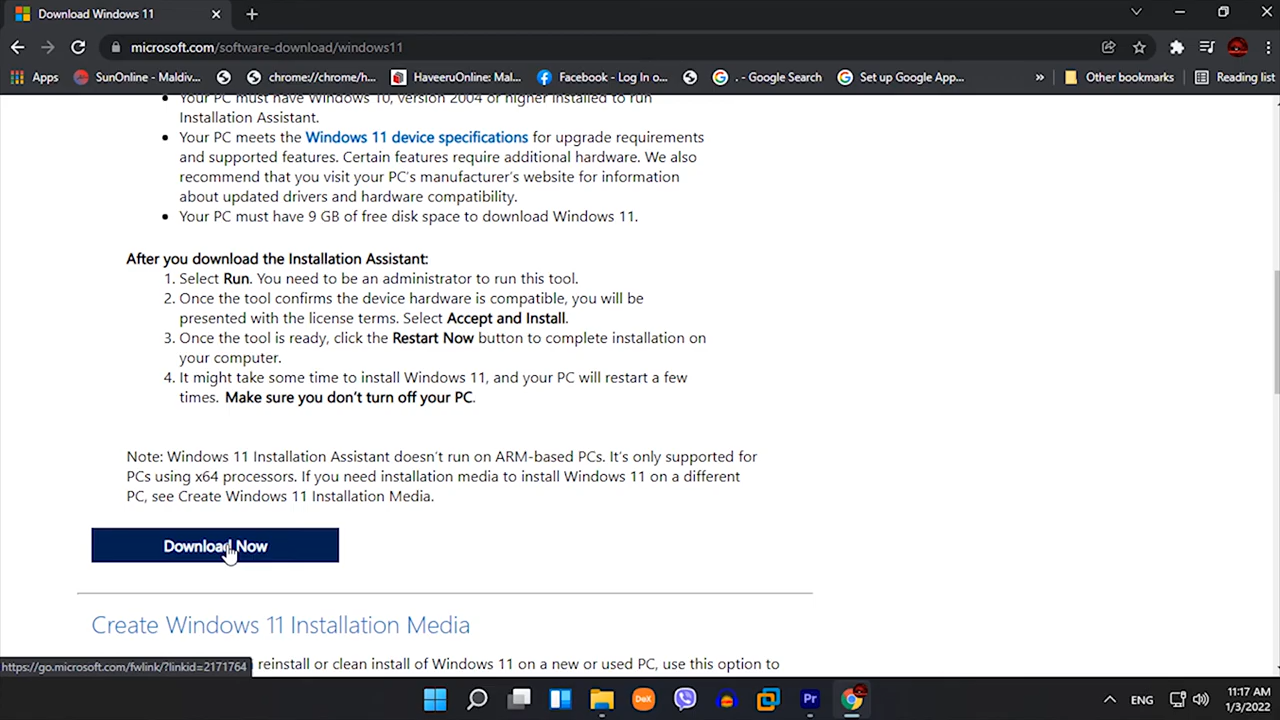 Download Windows 11
microsoft.com/software-download/windows11
Apps SunOnline - Maldiv... chrome://chrome/h... HaveeruOnline: Mal... Facebook - Log In o... . - Google Search Set up Google App... » Other bookmarks Reading list
Your PC must have Windows 10, version 2004 or higher installed to run
Installation Assistant.
• Your PC meets the Windows 11 device specifications for upgrade requirements
and supported features. Certain features require additional hardware. We also
recommend that you visit your PC's manufacturer's website for information
about updated drivers and hardware compatibility.
• Your PC must have 9 GB of free disk space to download Windows 11.
After you download the Installation Assistant:
1. Select Run. You need to be an administrator to run this tool.
2. Once the tool confirms the device hardware is compatible, you will be
presented with the license terms. Select Accept and Install.
3. Once the tool is ready, click the Restart Now button to complete installation on
your computer.
4. It might take some time to install Windows 11, and your PC will restart a few
times. Make sure you don't turn off your PC.
Note: Windows 11 Installation Assistant doesn't run on ARM-based PCs. It's only supported for
PCs using x64 processors. If you need installation media to install Windows 11 on a different
PC, see Create Windows 11 Installation Media.
Download Now
Create Windows 11 Installation Media
reinstall or clean install of Windows 11 on a new or used PC, use this option to
https://go.microsoft.com/fwlink/?linkid=2171764
DeX
Pr
ENG
11:17 AM
1/3/2022